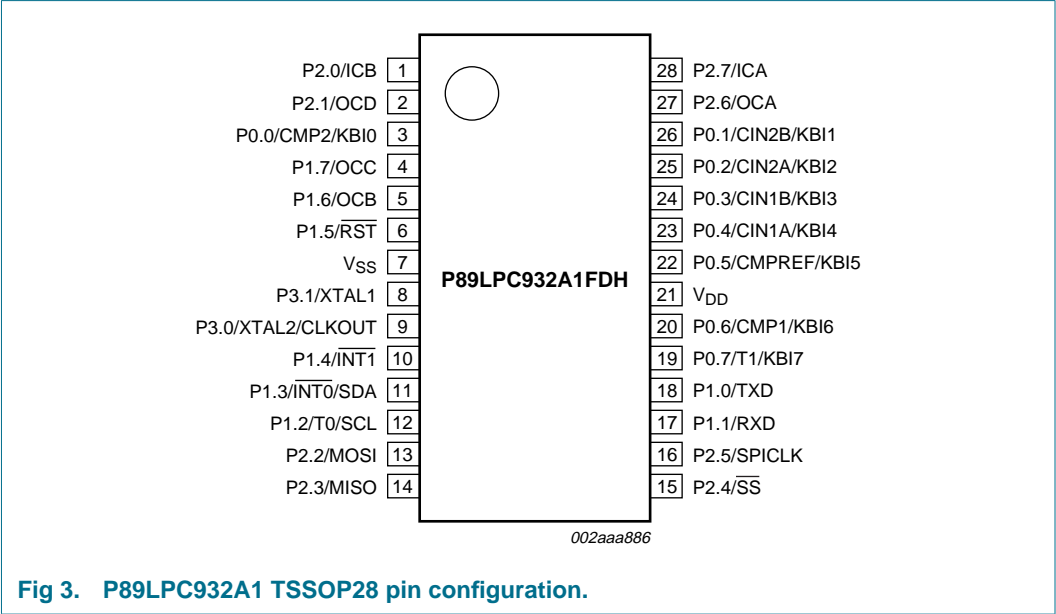 P2.0/ICB 1 28 P2.7/ICA
P2.1/OCD 2 27 P2.6/OCA
P0.0/CMP2/KBI0 3 26 P0.1/CIN2B/KBI1
P1.7/OCC 4 25 P0.2/CIN2A/KBI2
P1.6/OCB 5 24 P0.3/CIN1B/KBI3
P1.5/R̅S̅T̅ 6 23 P0.4/CIN1A/KBI4
VSS 7 22 P0.5/CMPREF/KBI5
P89LPC932A1FDH
P3.1/XTAL1 8 21 VDD
P3.0/XTAL2/CLKOUT 9 20 P0.6/CMP1/KBI6
P1.4/I̅N̅T̅1̅ 10 19 P0.7/T1/KBI7
P1.3/I̅N̅T̅0̅/SDA 11 18 P1.0/TXD
P1.2/T0/SCL 12 17 P1.1/RXD
P2.2/MOSI 13 16 P2.5/SPICLK
P2.3/MISO 14 15 P2.4/S̅S̅
002aaa886
Fig 3. P89LPC932A1 TSSOP28 pin configuration.